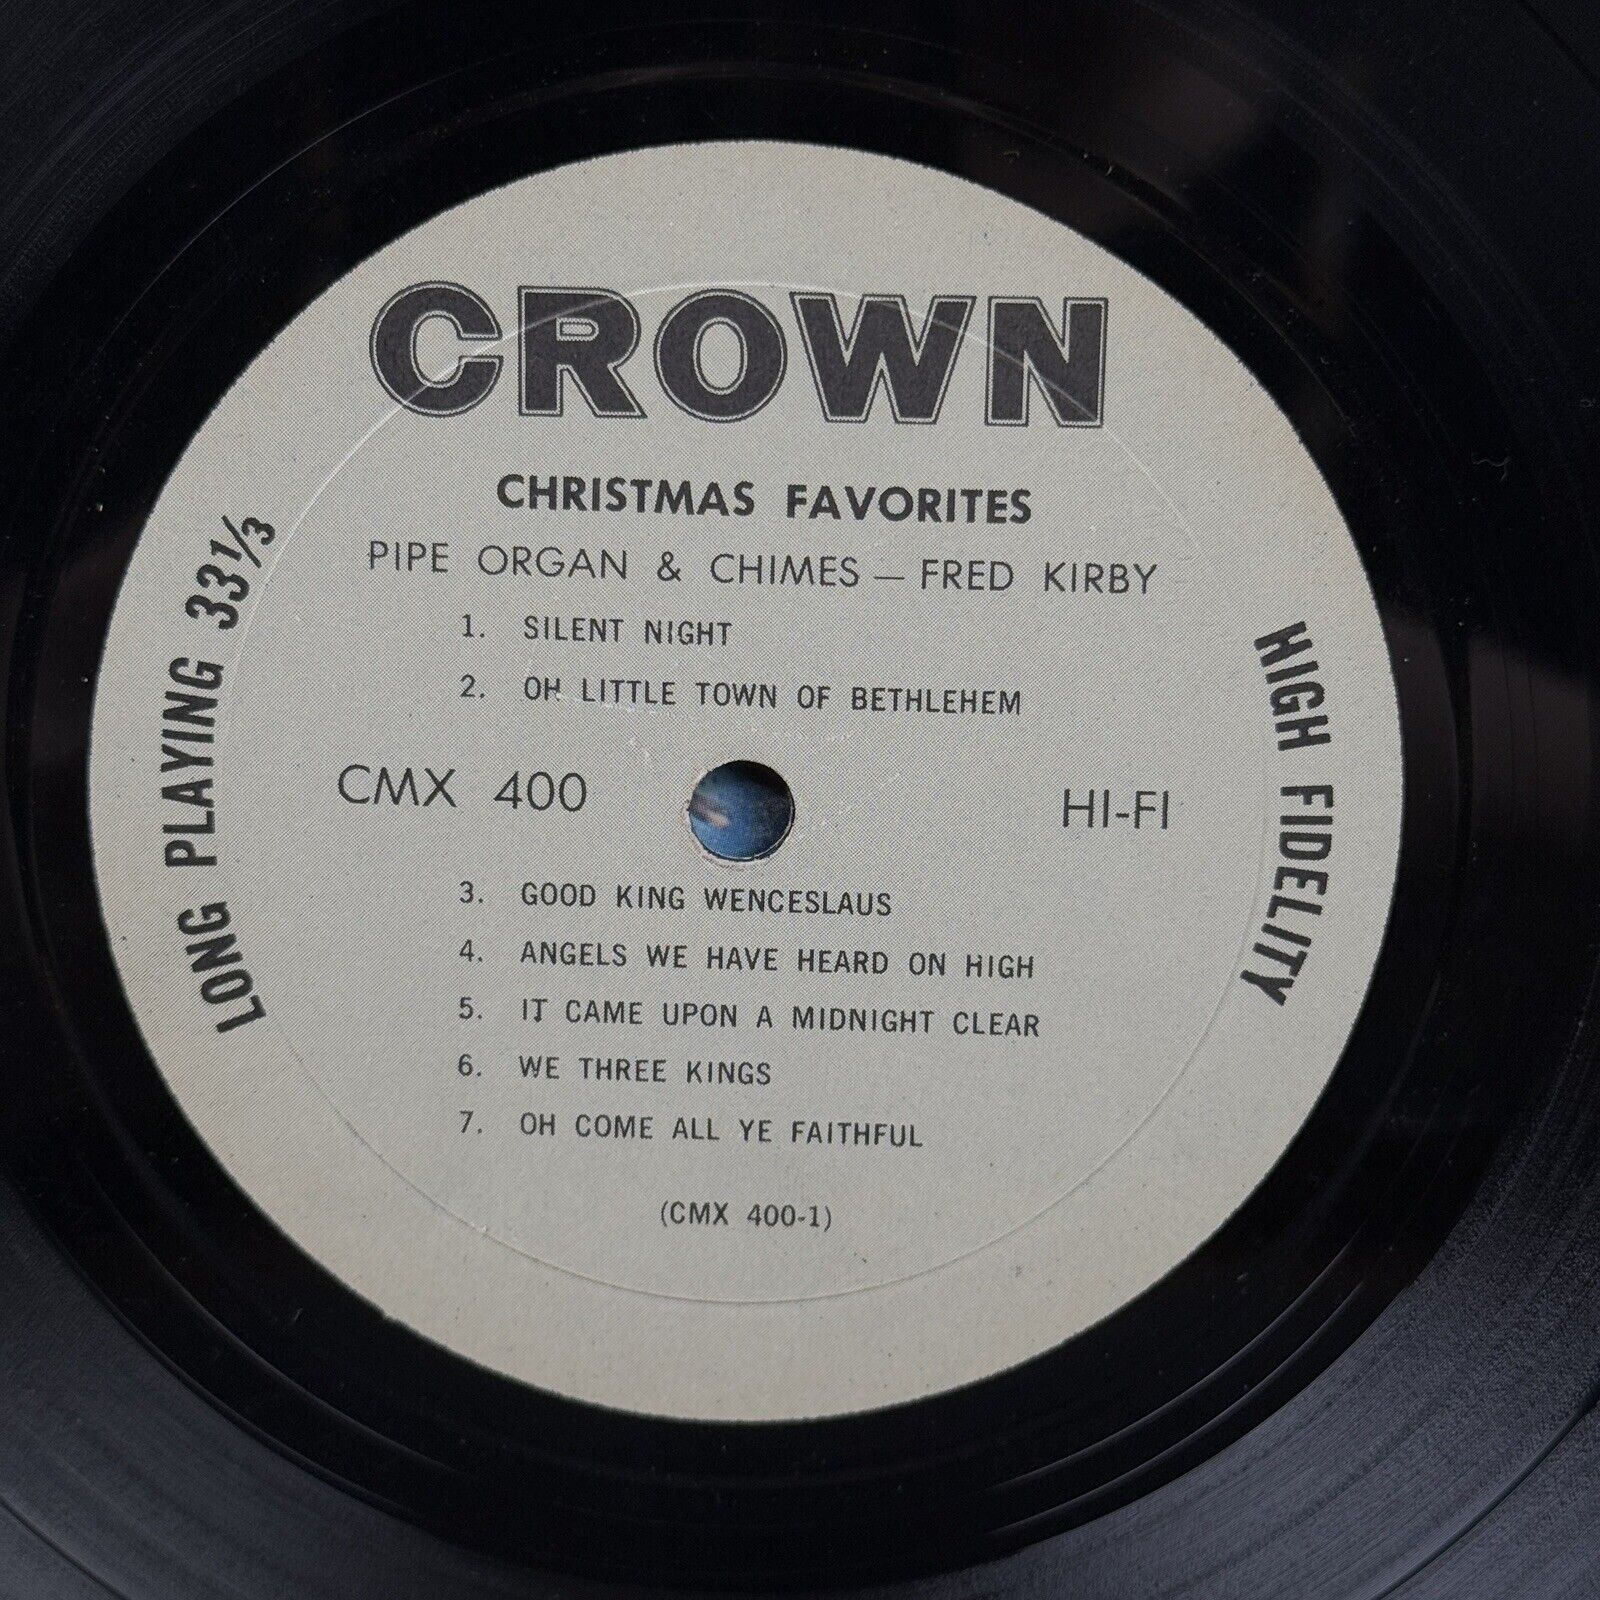 CROWN
CHRISTMAS FAVORITES
PIPE ORGAN & CHIMES — FRED KIRBY
1. SILENT NIGHT
2. OH LITTLE TOWN OF BETHLEHEM
LONG PLAYING 33⅓
CMX 400
HI-FI
HIGH FIDELITY
3. GOOD KING WENCESLAUS
4. ANGELS WE HAVE HEARD ON HIGH
5. IT CAME UPON A MIDNIGHT CLEAR
6. WE THREE KINGS
7. OH COME ALL YE FAITHFUL
(CMX 400-1)